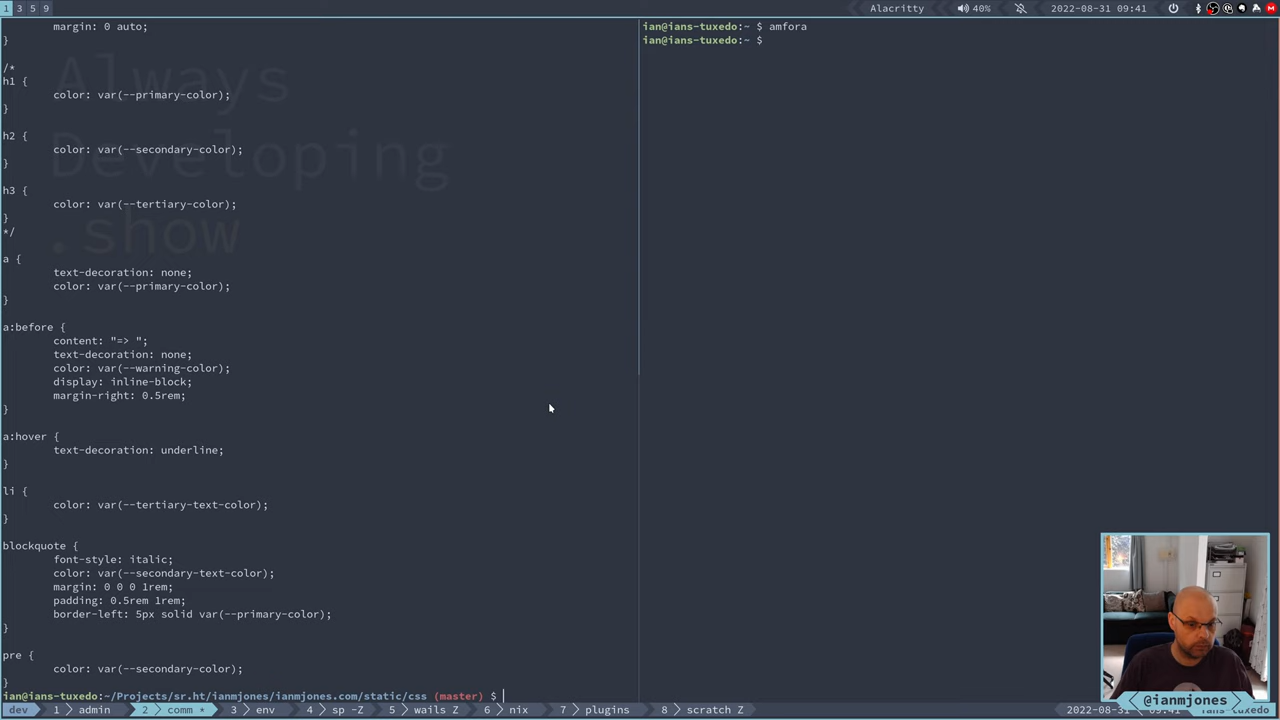 1 3 5 9
Alacritty
40%
2022-08-31 09:41
margin: 0 auto;
}
/*
h1 {
color: var(--primary-color);
}
h2 {
color: var(--secondary-color);
}
h3 {
color: var(--tertiary-color);
}
*/
a {
text-decoration: none;
color: var(--primary-color);
}
a:before {
content: "=> ";
text-decoration: none;
color: var(--warning-color);
display: inline-block;
margin-right: 0.5rem;
}
a:hover {
text-decoration: underline;
}
li {
color: var(--tertiary-text-color);
}
blockquote {
font-style: italic;
color: var(--secondary-text-color);
margin: 0 0 0 1rem;
padding: 0.5rem 1rem;
border-left: 5px solid var(--primary-color);
}
pre {
color: var(--secondary-color);
}
ian@ians-tuxedo:~/Projects/sr.ht/ianmjones/ianmjones.com/static/css (master) $
Always
Developing
.show
ian@ians-tuxedo:~ $ amfora
ian@ians-tuxedo:~ $
@ianmjones
dev 1 admin 2 comm * 3 env 4 sp -Z 5 wails Z 6 nix 7 plugins 8 scratch Z
2022-08-31 09:41 ians-tuxedo